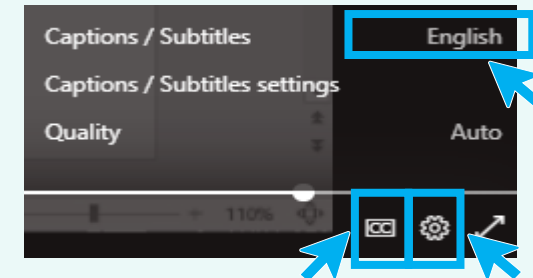 Captions / Subtitles English
Captions / Subtitles settings
Quality Auto
110%
CC